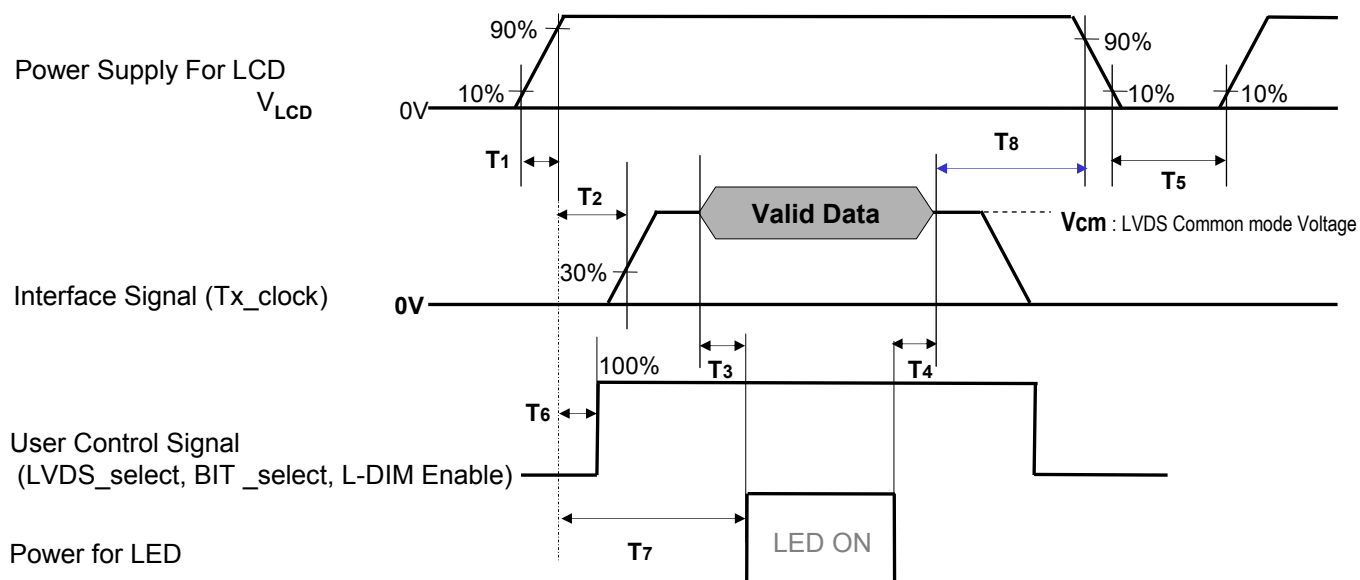 90%
90%
Power Supply For LCD
VLCD
10%
10%
10%
0V
T1
T8
T2
T5
Valid Data
Vcm : LVDS Common mode Voltage
30%
Interface Signal (Tx_clock)
0V
100%
T3
T4
T6
User Control Signal
(LVDS_select, BIT _select, L-DIM Enable)
T7
LED ON
Power for LED